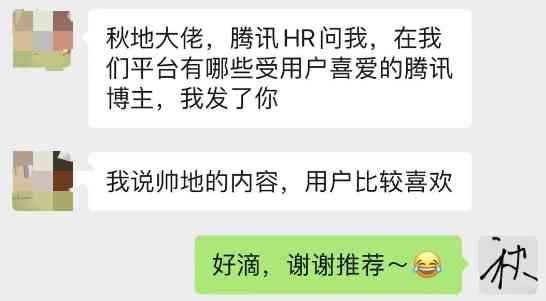 秋地大佬，腾讯HR问我，在我
们平台有哪些受用户喜爱的腾讯
博主，我发了你
我说帅地的内容，用户比较喜欢
好滴，谢谢推荐～😂
秋